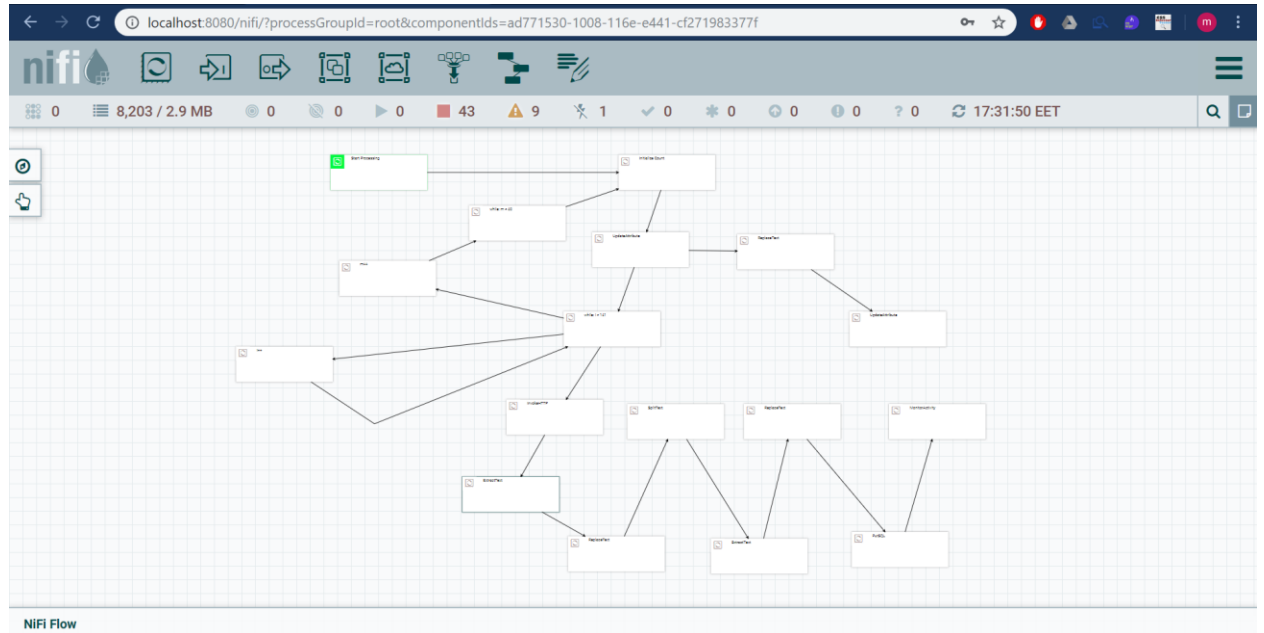 localhost:8080/nifi/?processGroupId=root&componentIds=ad771530-1008-116e-e441-cf271983377f
m
nifi
0 8,203 / 2.9 MB 0 0 0 43 9 1 0 0 0 0 ? 0 17:31:50 EET
Start Processing
Initialise Count
UpdateAttribute
ReplaceText
UpdateAttribute
InvokeHTTP
SplitText
ReplaceText
MonitorActivity
ExtractText
ReplaceText
ExtractText
PutSQL
NiFi Flow